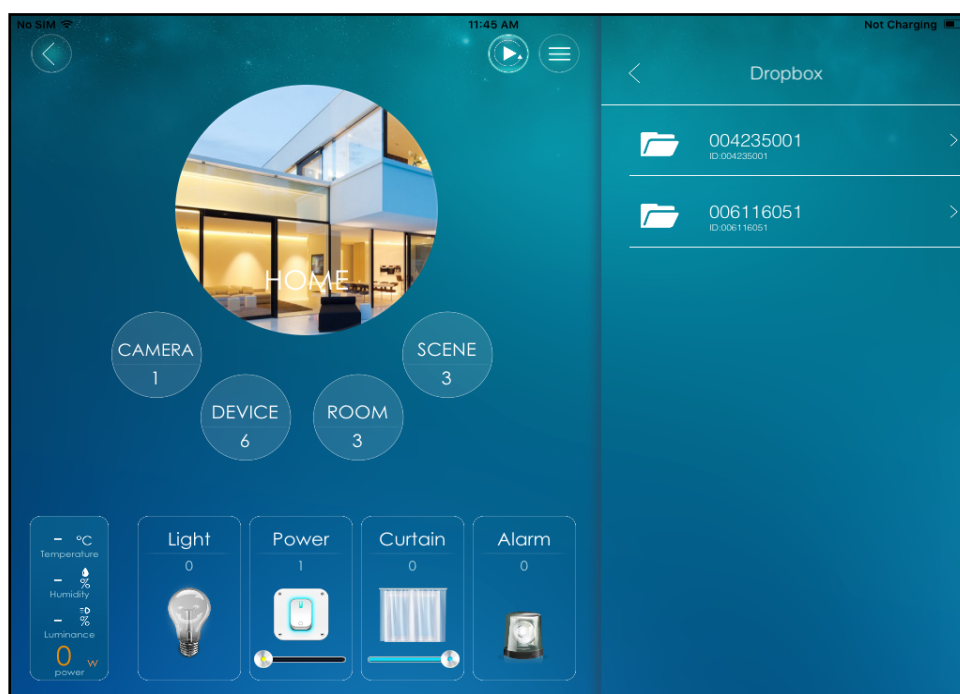 No SIM
11:45 AM
Not Charging
HOME
CAMERA
1
DEVICE
6
ROOM
3
SCENE
3
- °C
Temperature
- %
Humidity
- %
Luminance
0 w
power
Light
0
Power
1
Curtain
0
Alarm
0
Dropbox
004235001
ID:004235001
006116051
ID:006116051